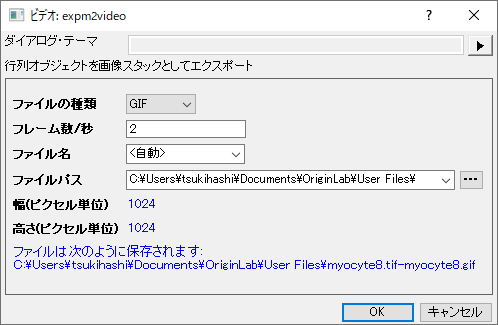 ビデオ: expm2video
ダイアログ・テーマ
行列オブジェクトを画像スタックとしてエクスポート
ファイルの種類 GIF
フレーム数/秒 2
ファイル名 <自動>
ファイルパス C:¥Users¥tsukihashi¥Documents¥OriginLab¥User Files¥ ...
幅(ピクセル単位) 1024
高さ(ピクセル単位) 1024
ファイルは次のように保存されます:
C:¥Users¥tsukihashi¥Documents¥OriginLab¥User Files¥myocyte8.tif-myocyte8.gif
OK キャンセル